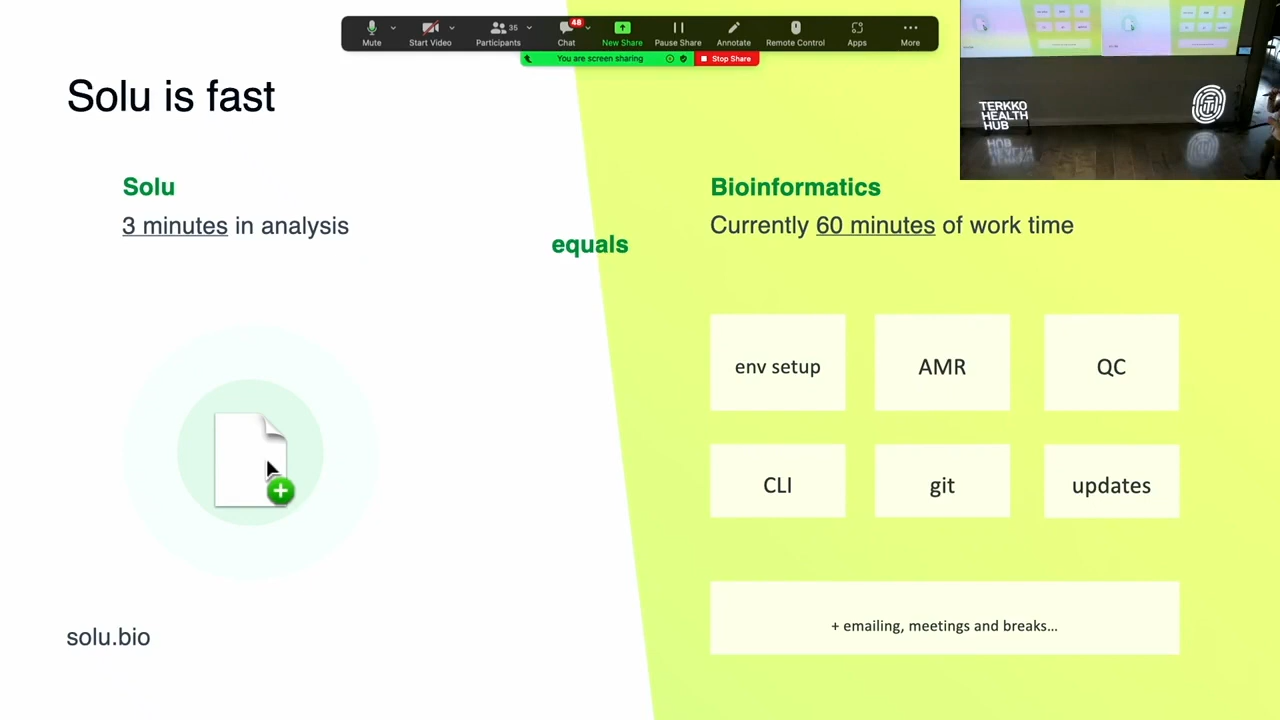 Mute
Start Video
Participants
35
Chat
48
New Share
Pause Share
Annotate
Remote Control
Apps
More
You are screen sharing
Stop Share
Solu is fast
Solu
3 minutes in analysis
equals
Bioinformatics
Currently 60 minutes of work time
env setup
AMR
QC
CLI
git
updates
+ emailing, meetings and breaks...
solu.bio
TERKKO
HEALTH
HUB